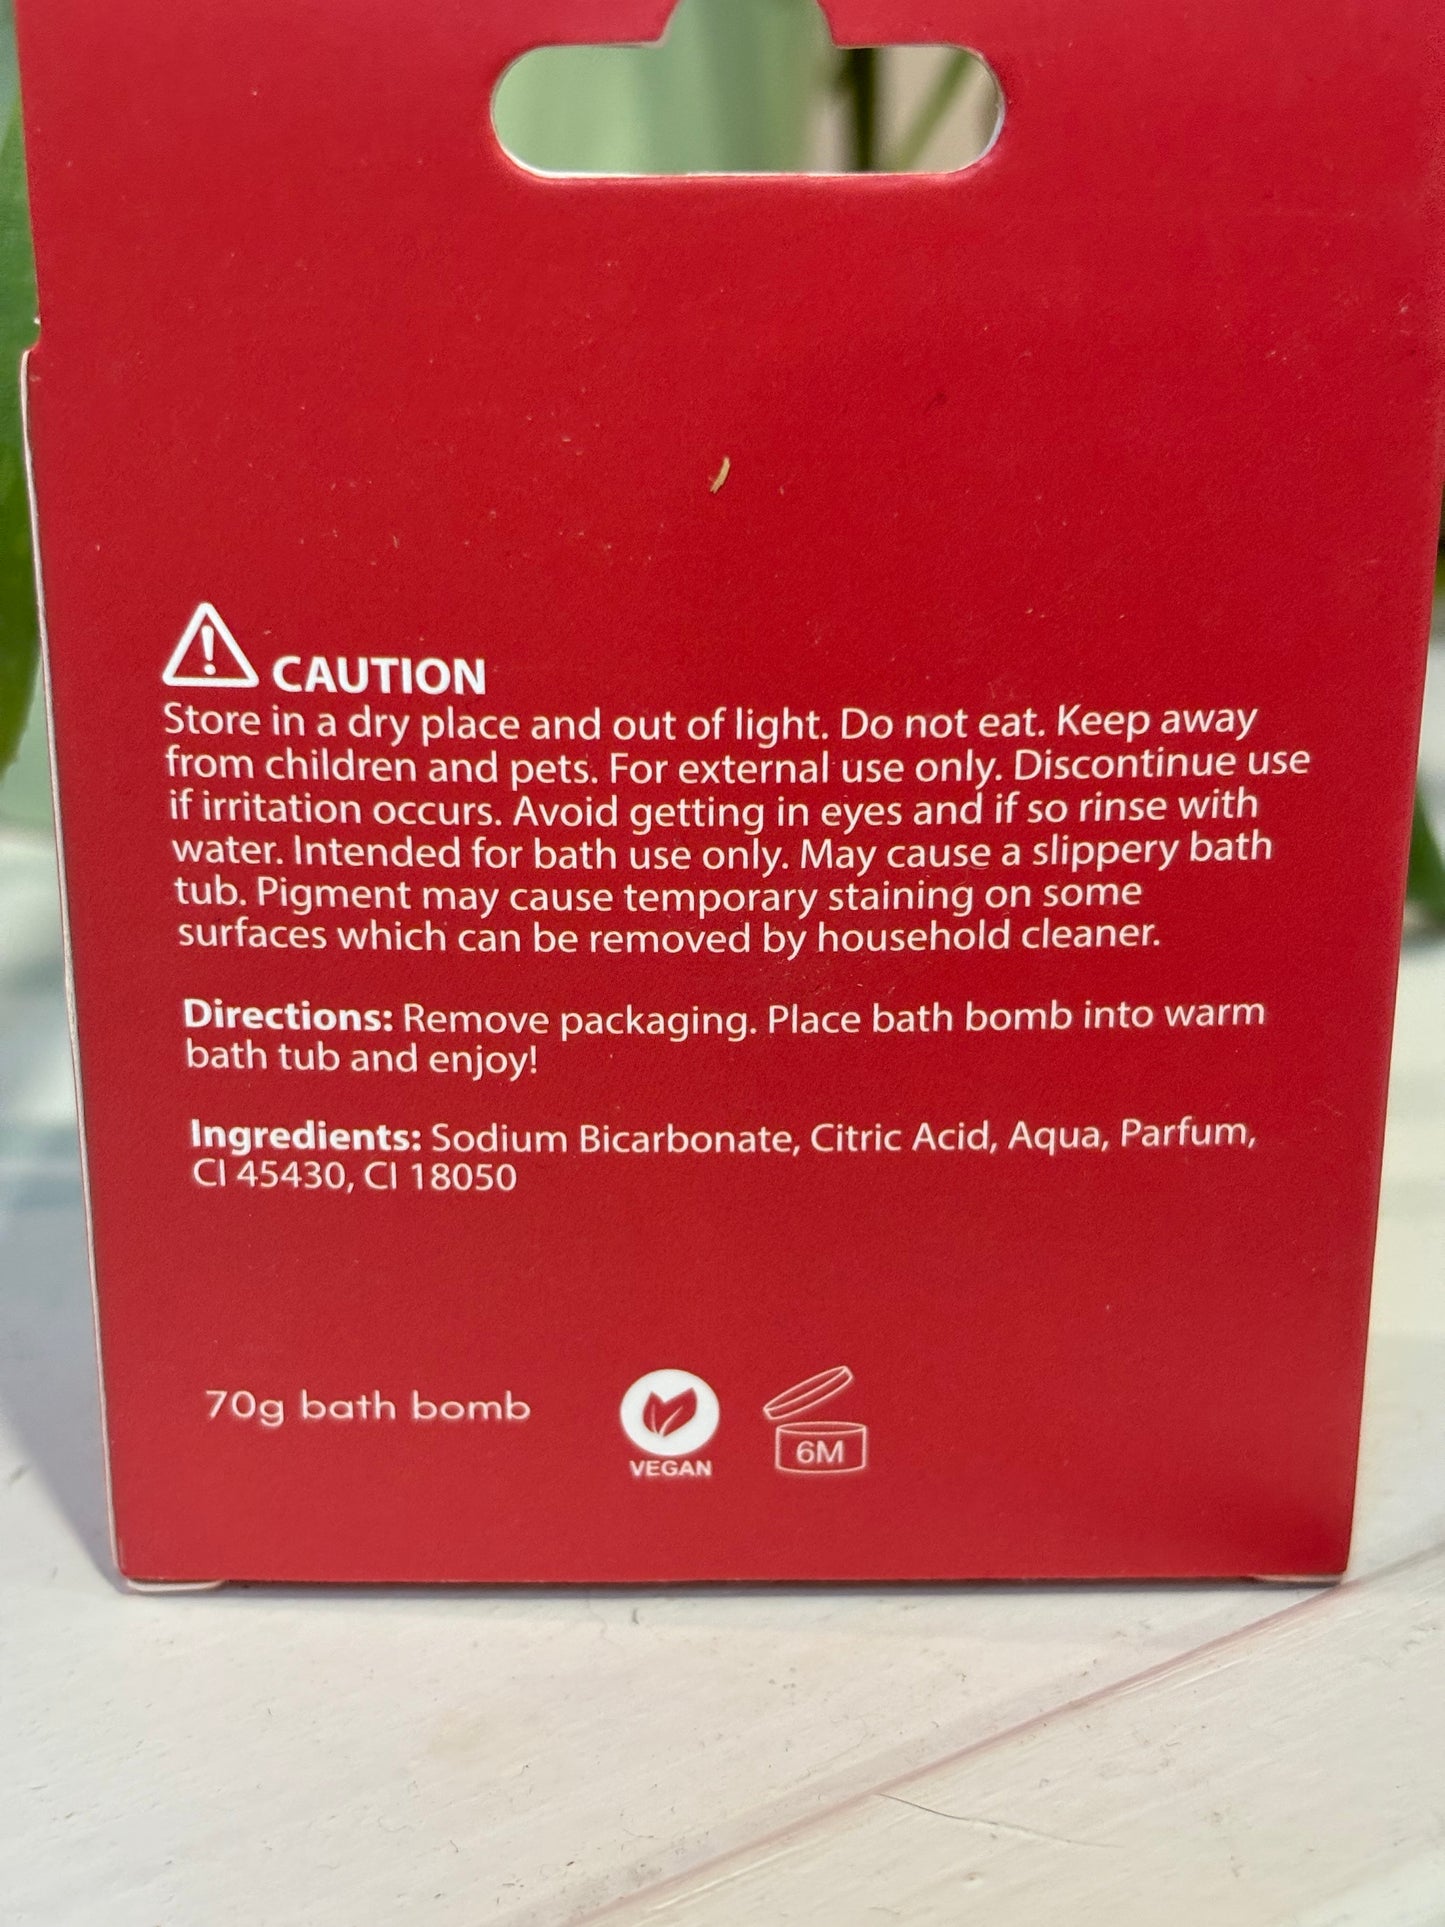 CAUTION
Store in a dry place and out of light. Do not eat. Keep away
from children and pets. For external use only. Discontinue use
if irritation occurs. Avoid getting in eyes and if so rinse with
water. Intended for bath use only. May cause a slippery bath
tub. Pigment may cause temporary staining on some
surfaces which can be removed by household cleaner.
Directions: Remove packaging. Place bath bomb into warm
bath tub and enjoy!
Ingredients: Sodium Bicarbonate, Citric Acid, Aqua, Parfum,
CI 45430, CI 18050
70g bath bomb
VEGAN
6M